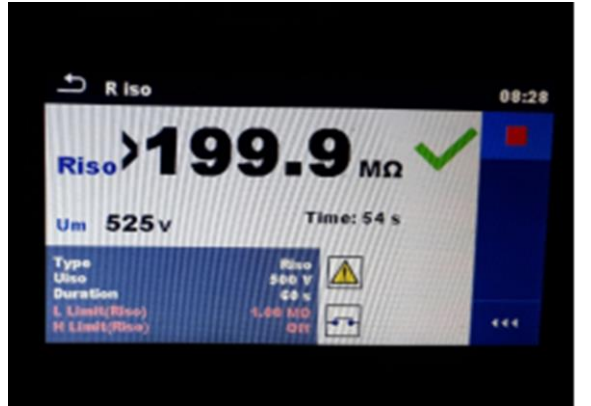 R iso 08:28
Riso >199.9 MΩ
Um 525 V Time: 54 s
Type Riso
Uiso 500 V
Duration 60 s
L Limit(Riso) 1.00 MΩ
H Limit(Riso) Off